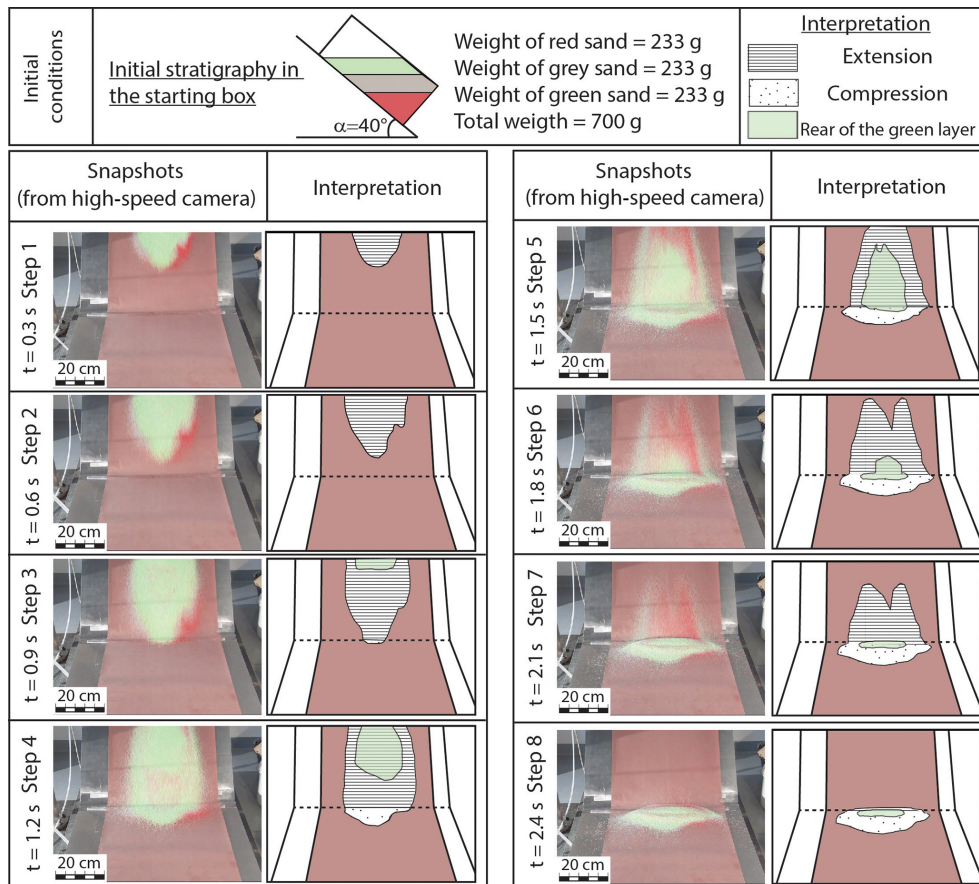 Initial
conditions
Initial stratigraphy in
the starting box
α=40°
Weight of red sand = 233 g
Weight of grey sand = 233 g
Weight of green sand = 233 g
Total weigth = 700 g
Interpretation
Extension
Compression
Rear of the green layer
Snapshots
(from high-speed camera)
Interpretation
t = 0.3 s Step 1
20 cm
t = 0.6 s Step 2
20 cm
t = 0.9 s Step 3
20 cm
t = 1.2 s Step 4
20 cm
Snapshots
(from high-speed camera)
Interpretation
t = 1.5 s Step 5
20 cm
t = 1.8 s Step 6
20 cm
t = 2.1 s Step 7
20 cm
t = 2.4 s Step 8
20 cm